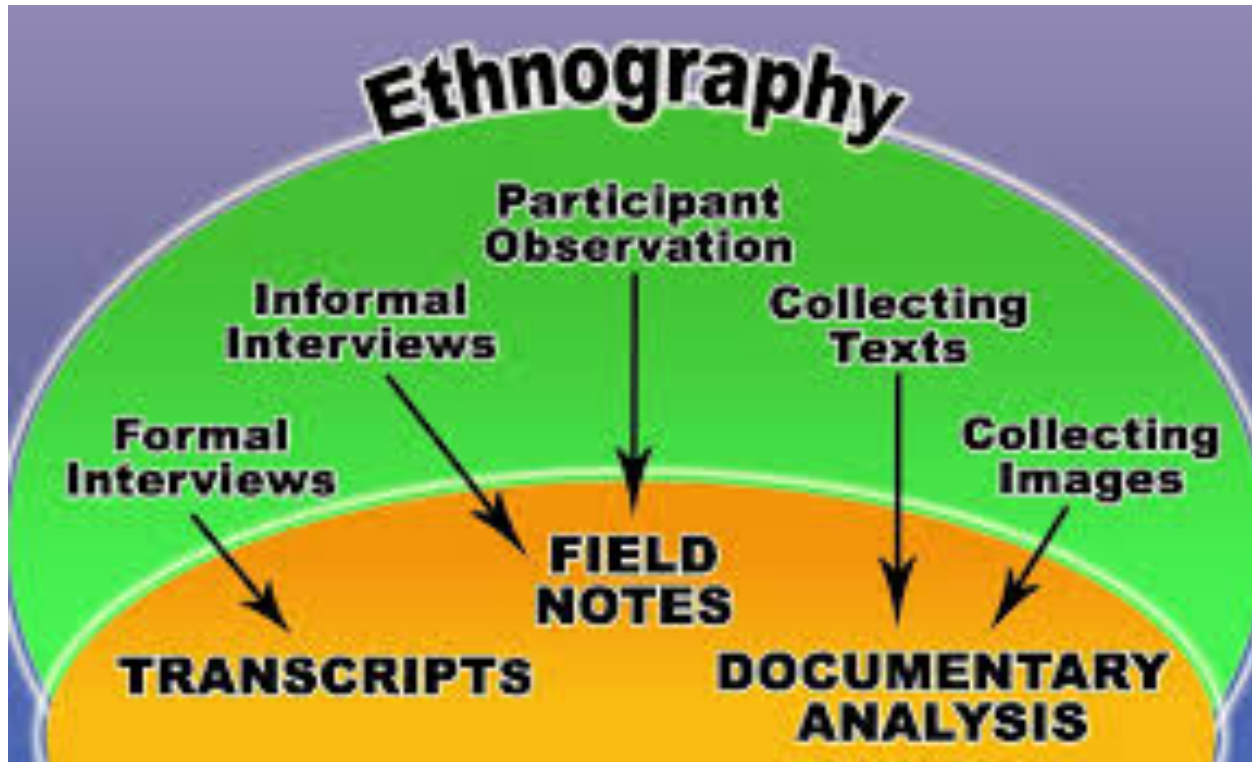 Ethnography
Participant
Observation
Informal
Interviews
Collecting
Texts
Formal
Interviews
Collecting
Images
FIELD
NOTES
TRANSCRIPTS
DOCUMENTARY
ANALYSIS